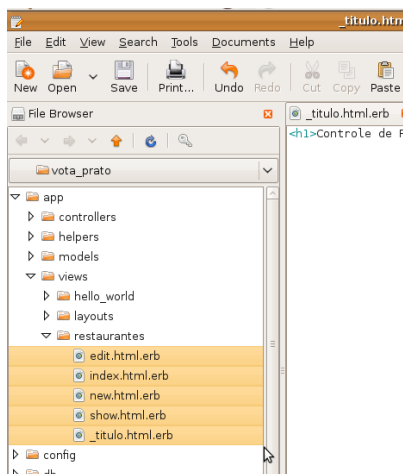 _titulo.htm
File Edit View Search Tools Documents Help
New Open Save Print... Undo Redo Cut Copy Paste
File Browser
_titulo.html.erb
<h1>Controle de
vota_prato
app
controllers
helpers
models
views
hello_world
layouts
restaurantes
edit.html.erb
index.html.erb
new.html.erb
show.html.erb
_titulo.html.erb
config